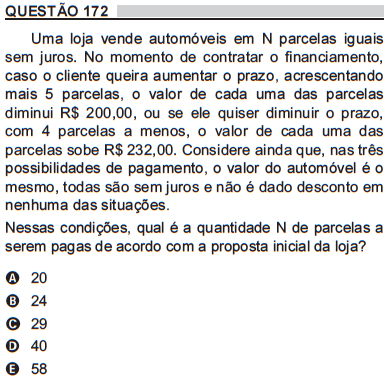 QUESTÃO 172
Uma loja vende automóveis em N parcelas iguais
sem juros. No momento de contratar o financiamento,
caso o cliente queira aumentar o prazo, acrescentando
mais 5 parcelas, o valor de cada uma das parcelas
diminui R$ 200,00, ou se ele quiser diminuir o prazo,
com 4 parcelas a menos, o valor de cada uma das
parcelas sobe R$ 232,00. Considere ainda que, nas três
possibilidades de pagamento, o valor do automóvel é o
mesmo, todas são sem juros e não é dado desconto em
nenhuma das situações.
Nessas condições, qual é a quantidade N de parcelas a
serem pagas de acordo com a proposta inicial da loja?
A 20
B 24
C 29
D 40
E 58